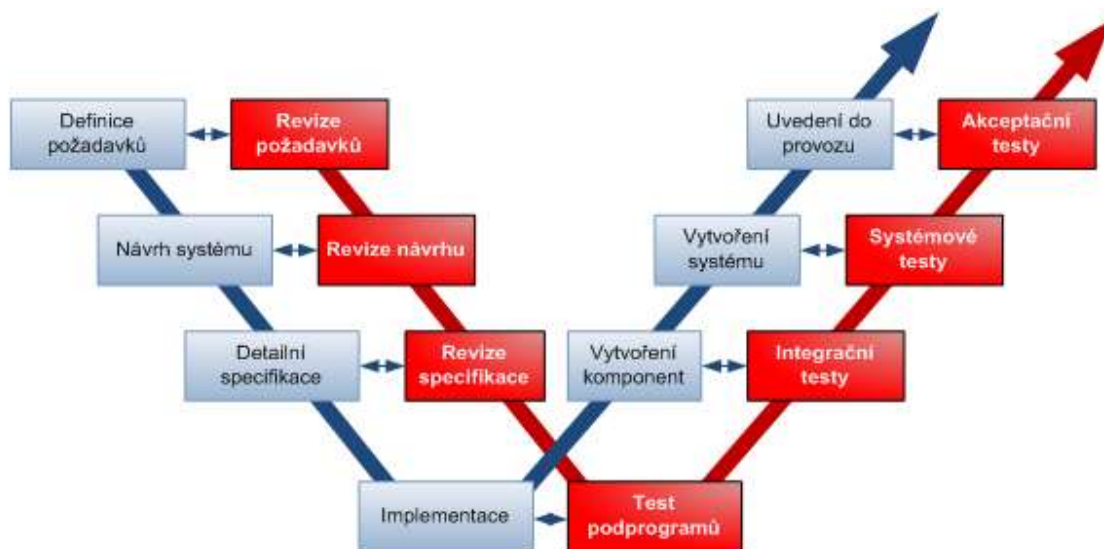 Definice
požadavků
Revize
požadavků
Uvedení do
provozu
Akceptační
testy
Návrh systému
Revize návrhu
Vytvoření
systému
Systémové
testy
Detailní
specifikace
Revize
specifikace
Vytvoření
komponent
Integrační
testy
Implementace
Test
podprogramů